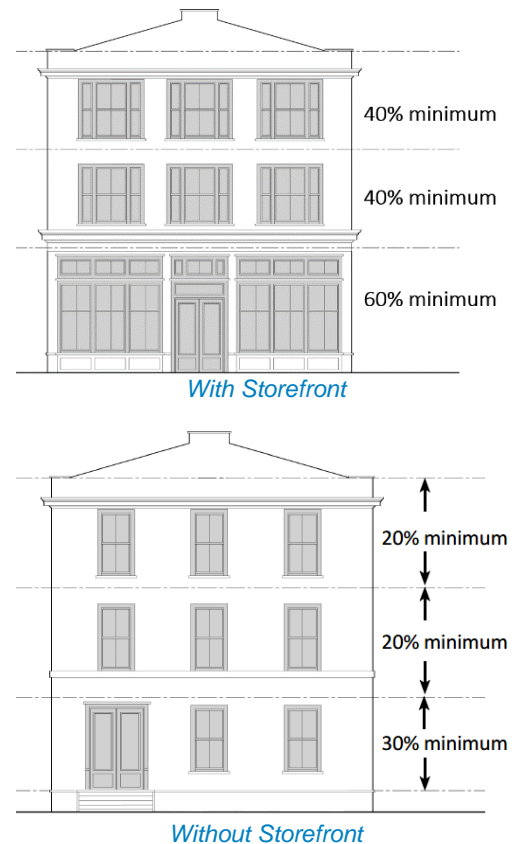 40% minimum
40% minimum
60% minimum
With Storefront
20% minimum
20% minimum
30% minimum
Without Storefront